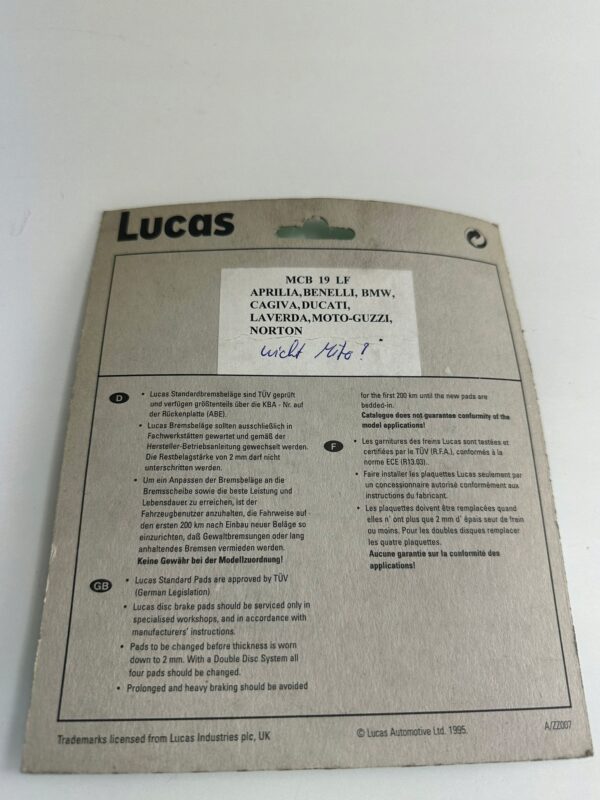 Lucas
MCB 19 LF
APRILIA,BENELLI, BMW,
CAGIVA,DUCATI,
LAVERDA,MOTO-GUZZI,
NORTON
nicht Mito?
D
• Lucas Standardbremsbeläge sind TÜV geprüft
und verfügen größtenteils über die KBA - Nr. auf
der Rückenplatte (ABE).
• Lucas Bremsbeläge sollten ausschließlich in
Fachwerkstätten gewartet und gemäß der
Hersteller-Betriebsanleitung gewechselt werden.
Die Restbelagstärke von 2 mm darf nicht
unterschritten werden.
• Um ein Anpassen der Bremsbeläge an die
Bremsscheibe sowie die beste Leistung und
Lebensdauer zu erreichen, ist der
Fahrzeugbenutzer anzuhalten, die Fahrweise auf
den ersten 200 km nach Einbau neuer Beläge so
einzurichten, daß Gewaltbremsungen oder lang
anhaltendes Bremsen vermieden werden.
Keine Gewähr bei der Modellzuordnung!
GB
• Lucas Standard Pads are approved by TÜV
(German Legislation)
• Lucas disc brake pads should be serviced only in
specialised workshops, and in accordance with
manufacturers' instructions.
• Pads to be changed before thickness is worn
down to 2 mm. With a Double Disc System all
four pads should be changed.
• Prolonged and heavy braking should be avoided
for the first 200 km until the new pads are
bedded-in.
Catalogue does not guarantee conformity of the
model applications!
F
• Les garnitures des freins Lucas sont testées et
certifiées par le TÜV (R.F.A.), conformés à la
norme ECE (R13.03).
• Faire installer les plaquettes Lucas seulement par
un concessionnaire autorisé conformément aux
instructions du fabricant.
• Les plaquettes doivent être remplacées quand
elles n' ont plus que 2 mm d' épais seur de frein
ou moins. Pour les doubles disques remplacer
les quatre plaquettes.
Aucune garantie sur la conformité des
applications!
Trademarks licensed from Lucas Industries plc, UK
© Lucas Automotive Ltd. 1995.
A/ZZ007